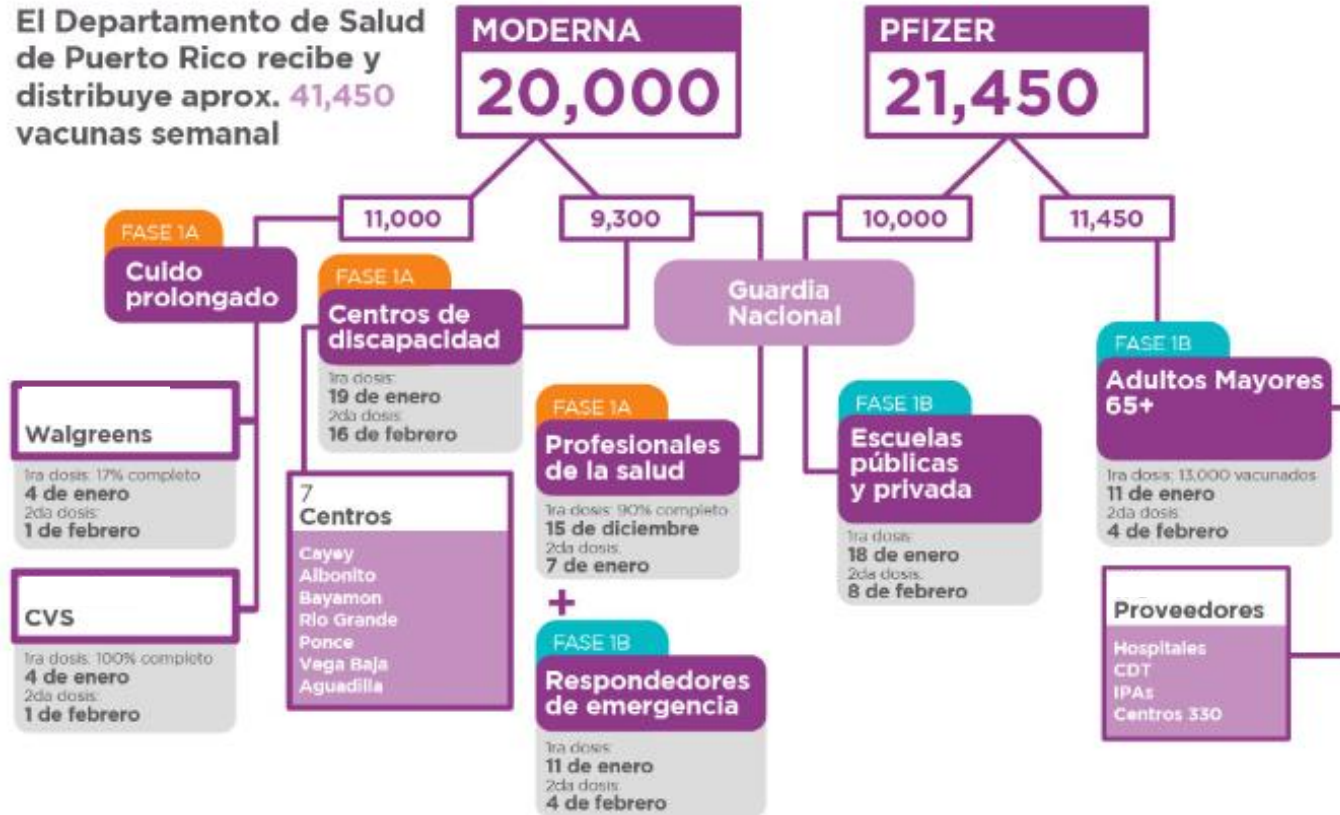 El Departamento de Salud
de Puerto Rico recibe y
distribuye aprox. 41,450
vacunas semanal
MODERNA
20,000
PFIZER
21,450
11,000
9,300
10,000
11,450
FASE 1A
Cuido
prolongado
Walgreens
1ra dosis: 17% completo
4 de enero
2da dosis:
1 de febrero
CVS
1ra dosis: 100% completo
4 de enero
2da dosis:
1 de febrero
FASE 1A
Centros de
discapacidad
1ra dosis:
19 de enero
2da dosis:
16 de febrero
7
Centros
Cayey
Albonito
Bayamon
Rio Grande
Ponce
Vega Baja
Aguadilla
Guardia
Nacional
FASE 1A
Profesionales
de la salud
1ra dosis: 90% completo
15 de diciembre
2da dosis:
7 de enero
+
FASE 1B
Respondedores
de emergencia
1ra dosis:
11 de enero
2da dosis:
4 de febrero
FASE 1B
Escuelas
públicas
y privada
1ra dosis:
18 de enero
2da dosis:
8 de febrero
FASE 1B
Adultos Mayores
65+
1ra dosis: 13,000 vacunados
11 de enero
2da dosis:
4 de febrero
Proveedores
Hospitales
CDT
IPAs
Centros 330